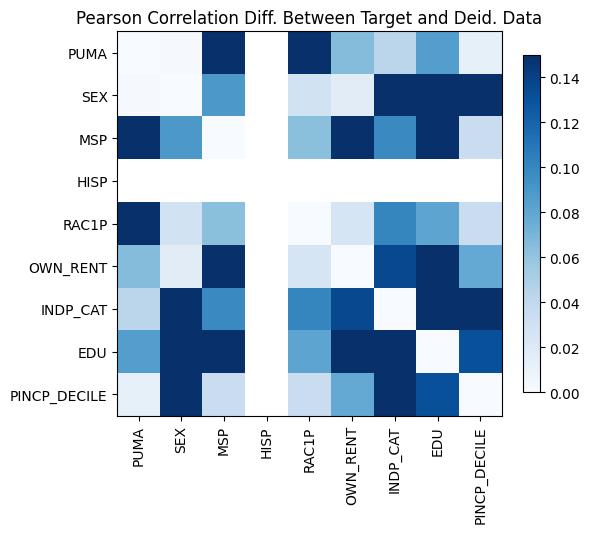 Pearson Correlation Diff. Between Target and Deid. Data
PUMA
SEX
MSP
HISP
RAC1P
OWN_RENT
INDP_CAT
EDU
PINCP_DECILE
PUMA
SEX
MSP
HISP
RAC1P
OWN_RENT
INDP_CAT
EDU
PINCP_DECILE
0.14
0.12
0.10
0.08
0.06
0.04
0.02
0.00